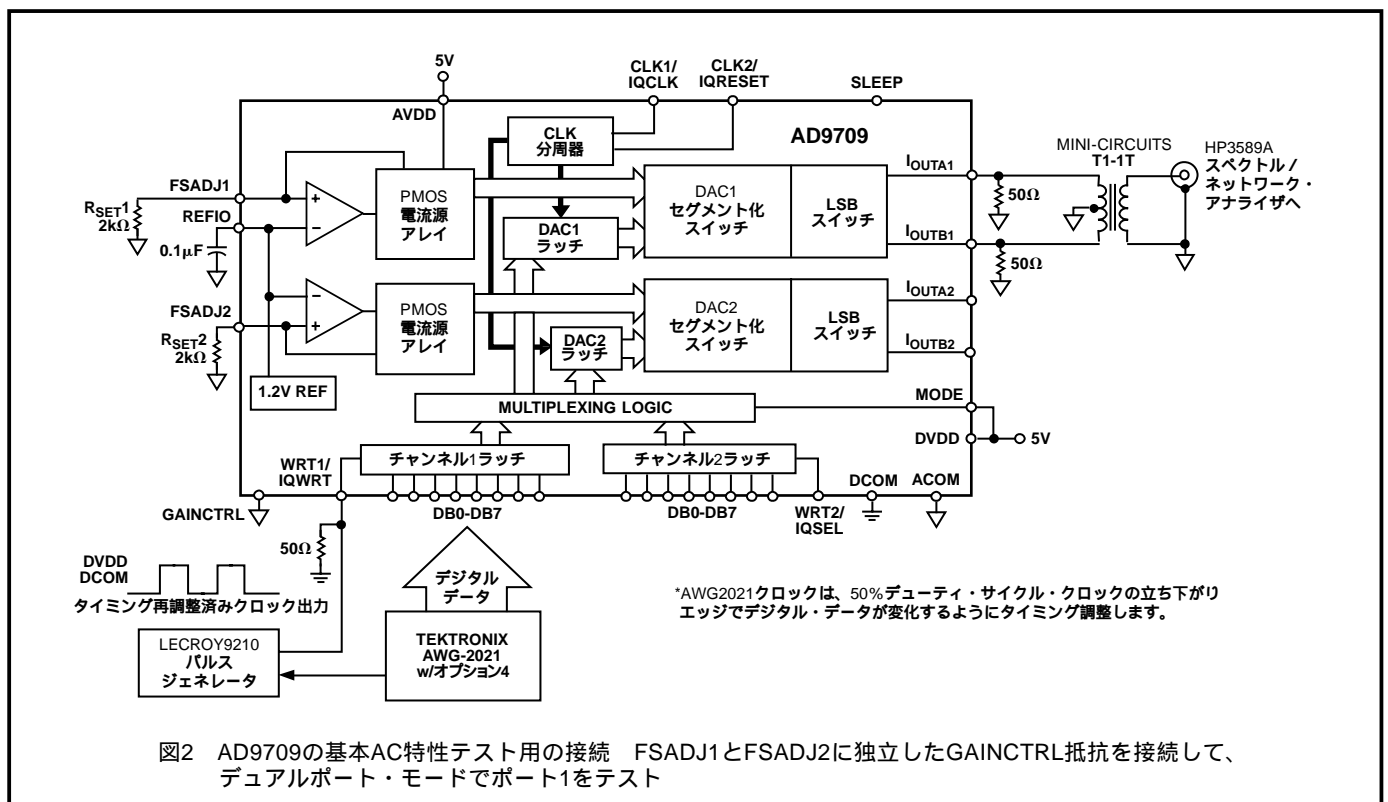 5V
CLK1/
IQCLK
CLK2/
IQRESET
SLEEP
AVDD
CLK
分周器
AD9709
MINI-CIRCUITS
T1-1T
HP3589A
スペクトル /
ネットワーク・
アナライザへ
FSADJ1
RSET1
2kΩ
REFIO
0.1μF
PMOS
電流源
アレイ
DAC1
セグメント化
スイッチ
LSB
スイッチ
IOUTA1
50Ω
DAC1
ラッチ
IOUTB1
50Ω
FSADJ2
RSET2
2kΩ
PMOS
電流源
アレイ
DAC2
セグメント化
スイッチ
LSB
スイッチ
IOUTA2
DAC2
ラッチ
IOUTB2
1.2V REF
MULTIPLEXING LOGIC
MODE
DVDD
5V
WRT1/
IQWRT
チャンネル1ラッチ
チャンネル2ラッチ
DCOM
ACOM
GAINCTRL
DB0-DB7
DB0-DB7
WRT2/
IQSEL
50Ω
DVDD
DCOM
タイミング再調整済みクロック出力
デジタル
データ
*AWG2021クロックは、50%デューティ・サイクル・クロックの立ち下がり
エッジでデジタル・データが変化するようにタイミング調整します。
LECROY9210
パルス
ジェネレータ
TEKTRONIX
AWG-2021
w/オプション4
図2 AD9709の基本AC特性テスト用の接続 FSADJ1とFSADJ2に独立したGAINCTRL抵抗を接続して、
デュアルポート・モードでポート1をテスト